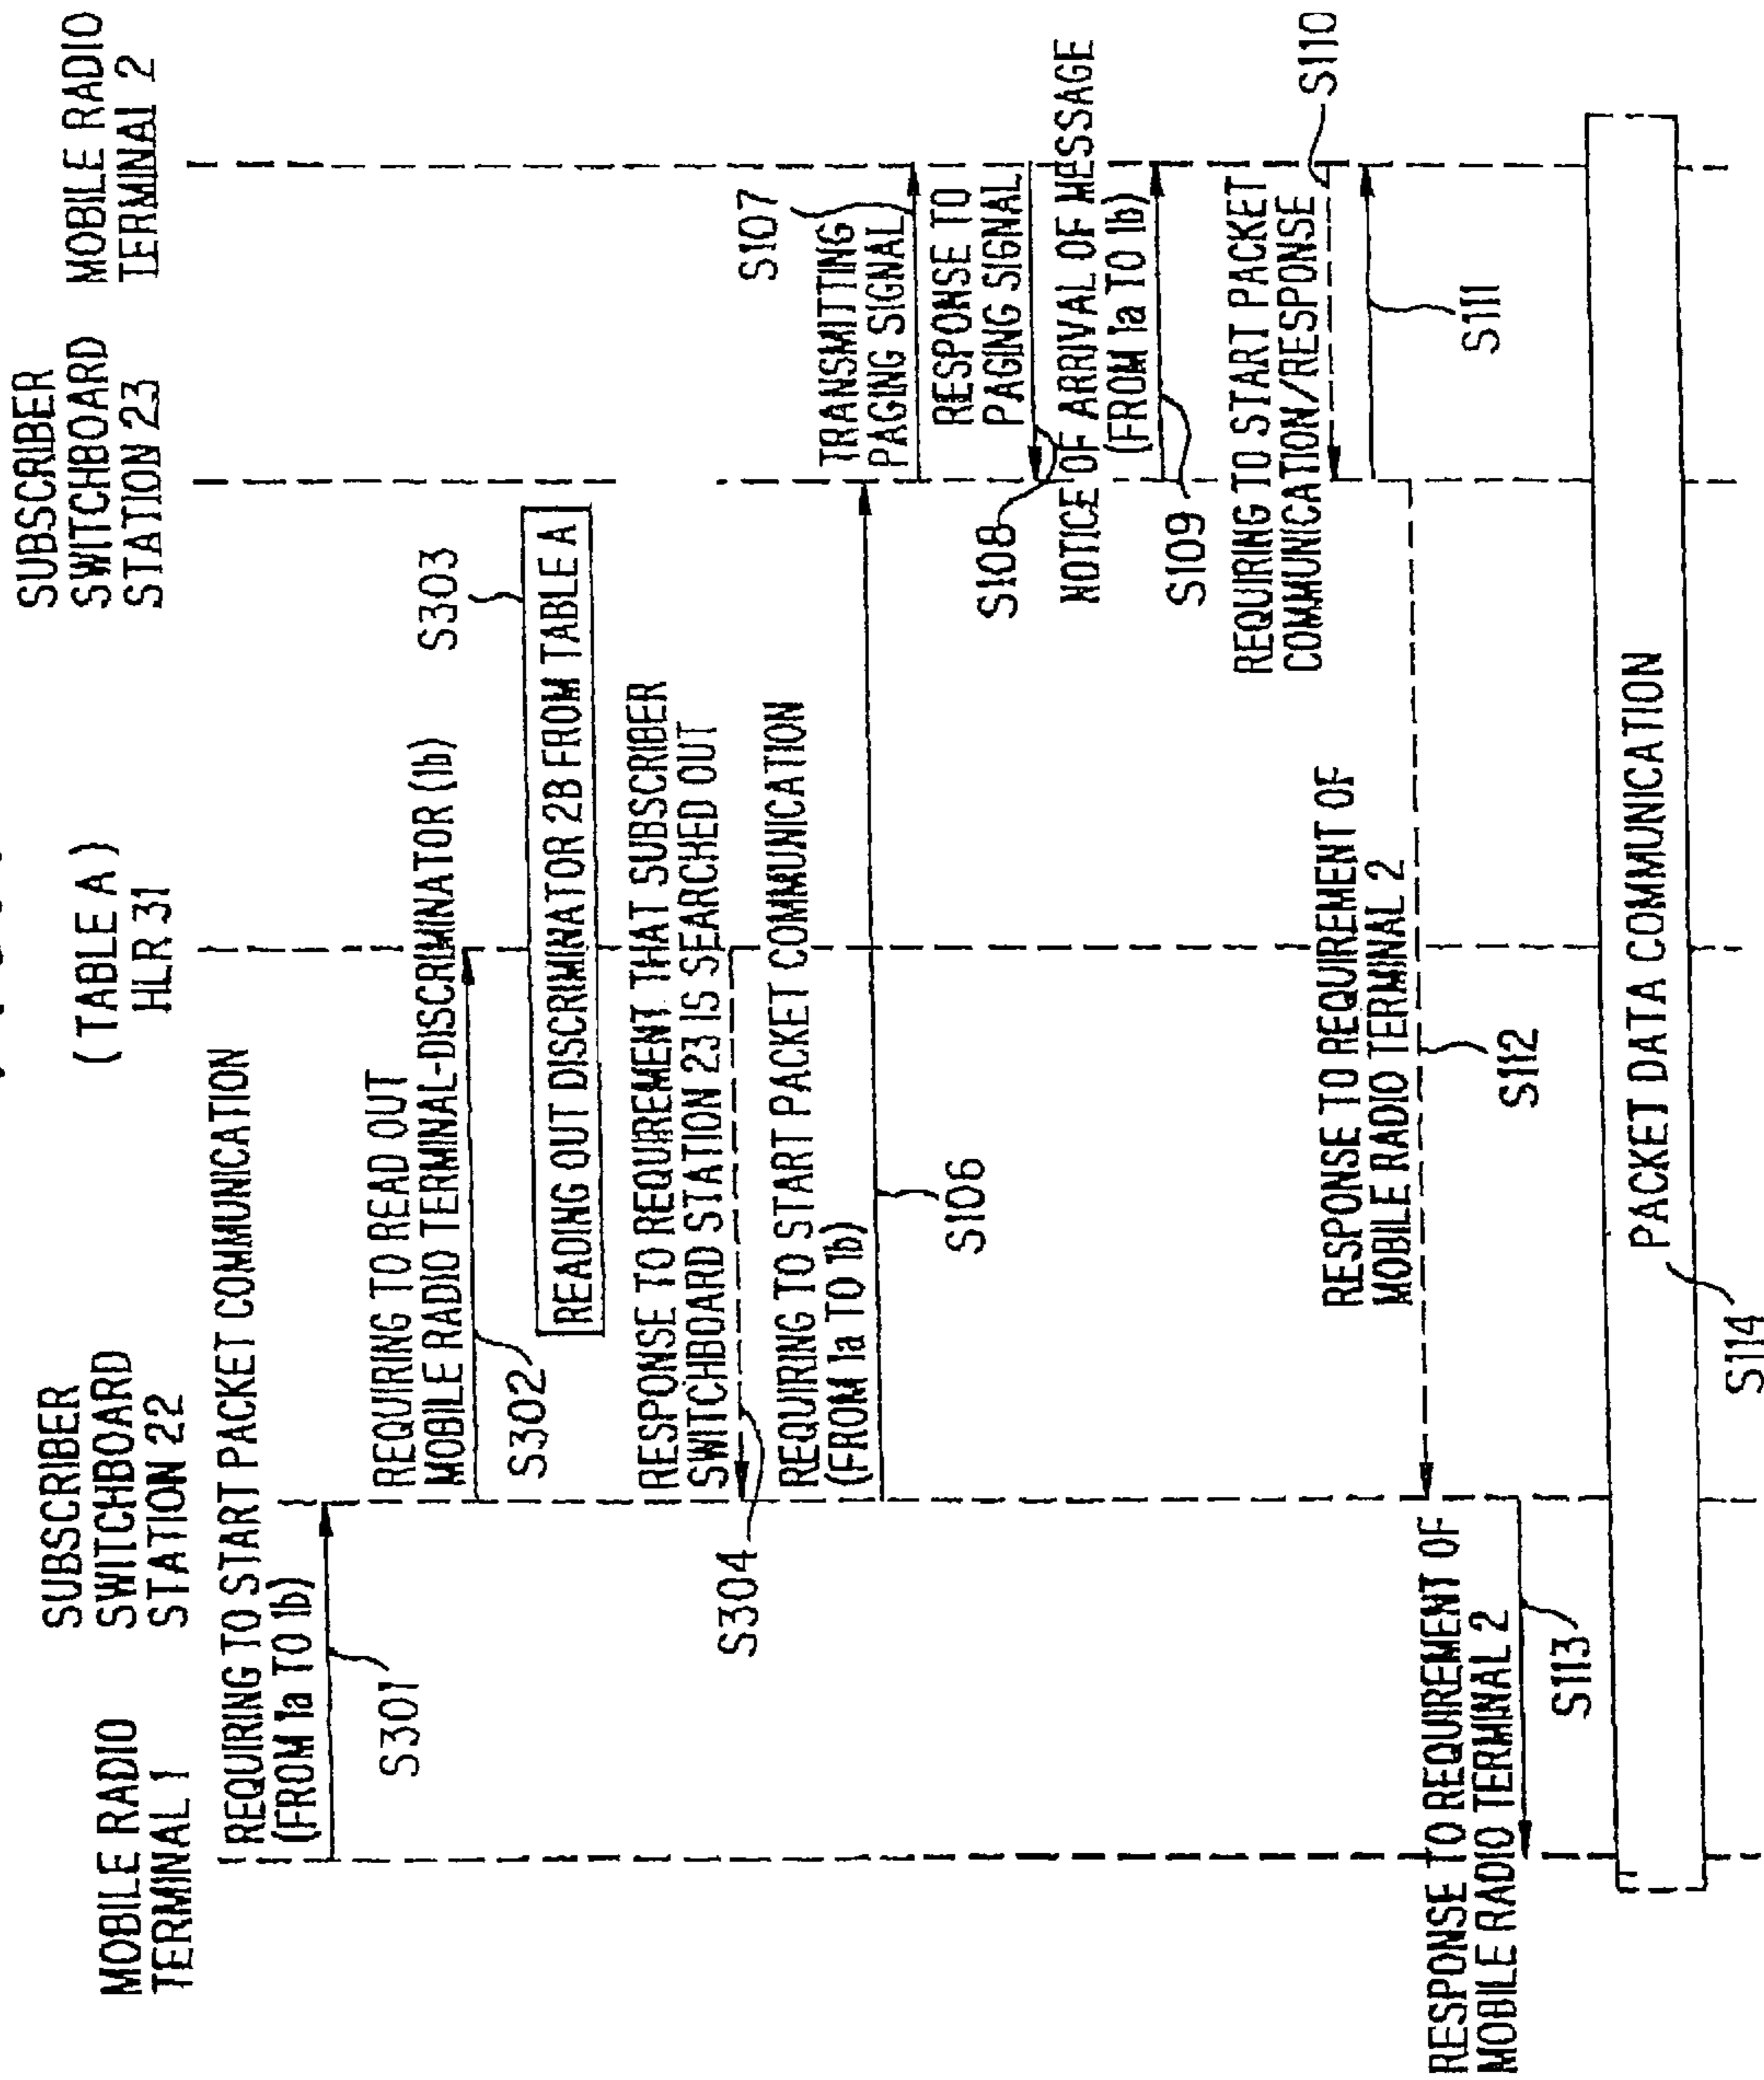 MOBILE RADIO
TERMINAL 1
SUBSCRIBER
SWITCHBOARD
STATION 22
(TABLE A)
HLR 31
SUBSCRIBER
SWITCHBOARD
STATION 23
MOBILE RADIO
TERMINAL 2
REQUIRING TO START PACKET COMMUNICATION
(FROM 1a TO 1b)
S301
REQUIRING TO READ OUT
MOBILE RADIO TERMINAL-DISCRIMINATOR (1b)
S302
S303
READING OUT DISCRIMINATOR 2B FROM TABLE A
RESPONSE TO REQUIREMENT THAT SUBSCRIBER
SWITCHBOARD STATION 23 IS SEARCHED OUT
S304
REQUIRING TO START PACKET COMMUNICATION
(FROM 1a TO 1b)
S106
S107
TRANSMITTING
PAGING SIGNAL
RESPONSE TO
PAGING SIGNAL
S108
NOTICE OF ARRIVAL OF MESSAGE
(FROM 1a TO 1b)
S109
REQUIRING TO START PACKET
COMMUNICATION/RESPONSE
S110
S111
RESPONSE TO REQUIREMENT OF
MOBILE RADIO TERMINAL 2
S112
RESPONSE TO REQUIREMENT OF
MOBILE RADIO TERMINAL 2
S113
PACKET DATA COMMUNICATION
S114